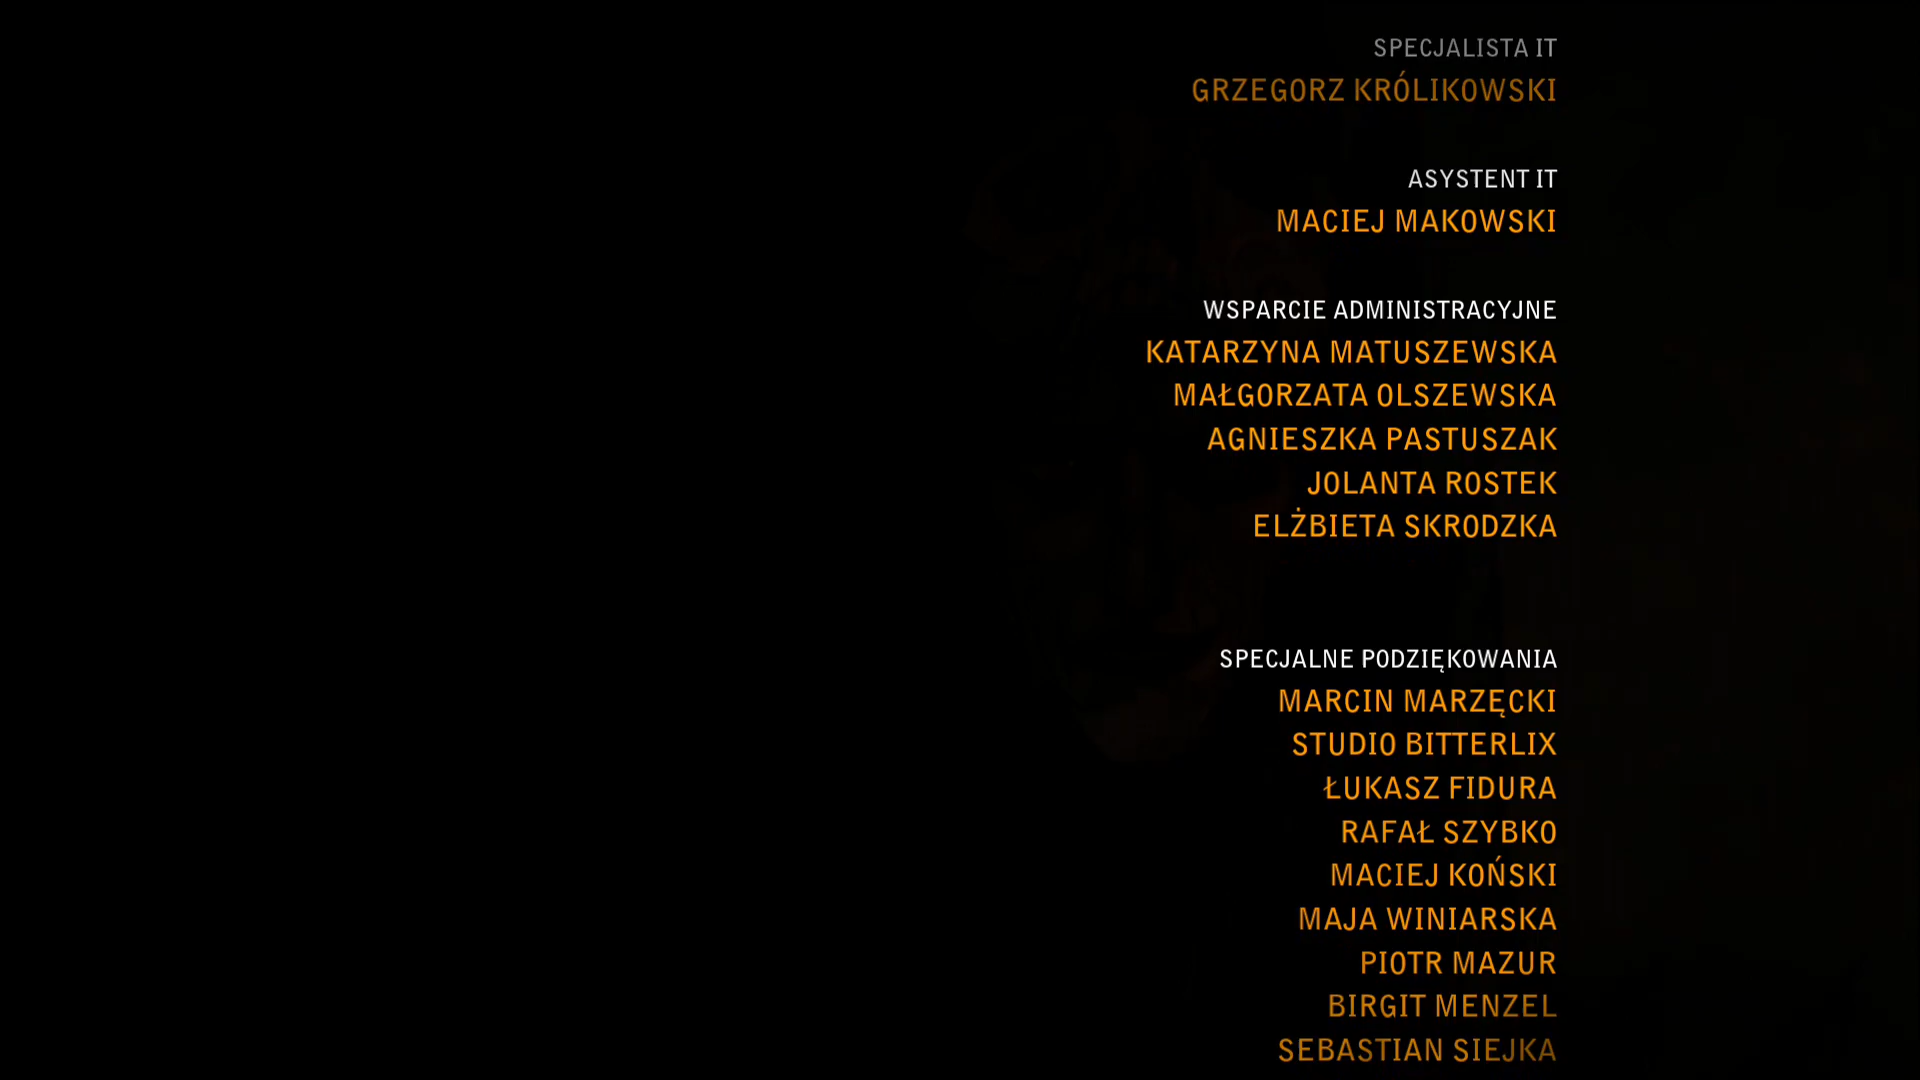 SPECJALISTA IT
GRZEGORZ KRÓLIKOWSKI
ASYSTENT IT
MACIEJ MAKOWSKI
WSPARCIE ADMINISTRACYJNE
KATARZYNA MATUSZEWSKA
MAŁGORZATA OLSZEWSKA
AGNIESZKA PASTUSZAK
JOLANTA ROSTEK
ELŻBIETA SKRODZKA
SPECJALNE PODZIĘKOWANIA
MARCIN MARZĘCKI
STUDIO BITTERLIX
ŁUKASZ FIDURA
RAFAŁ SZYBKO
MACIEJ KOŃSKI
MAJA WINIARSKA
PIOTR MAZUR
BIRGIT MENZEL
SEBASTIAN SIEJKA